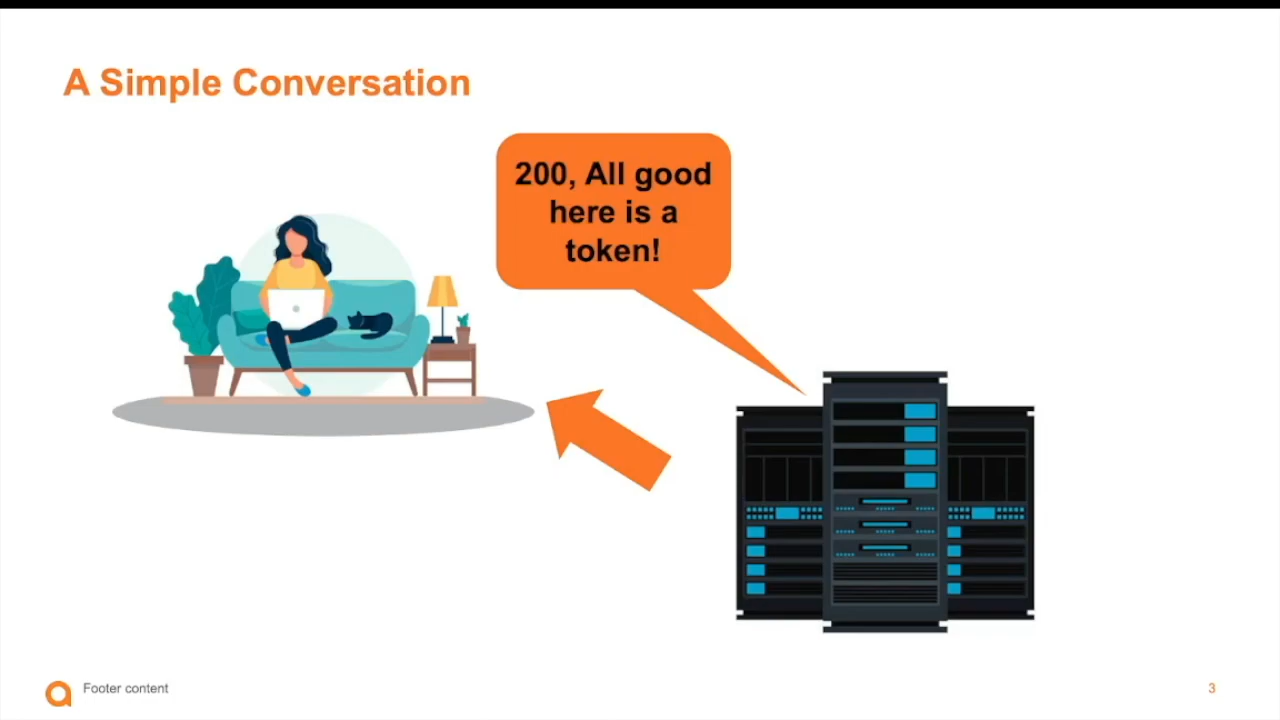 A Simple Conversation
200, All good
here is a
token!
Footer content
3